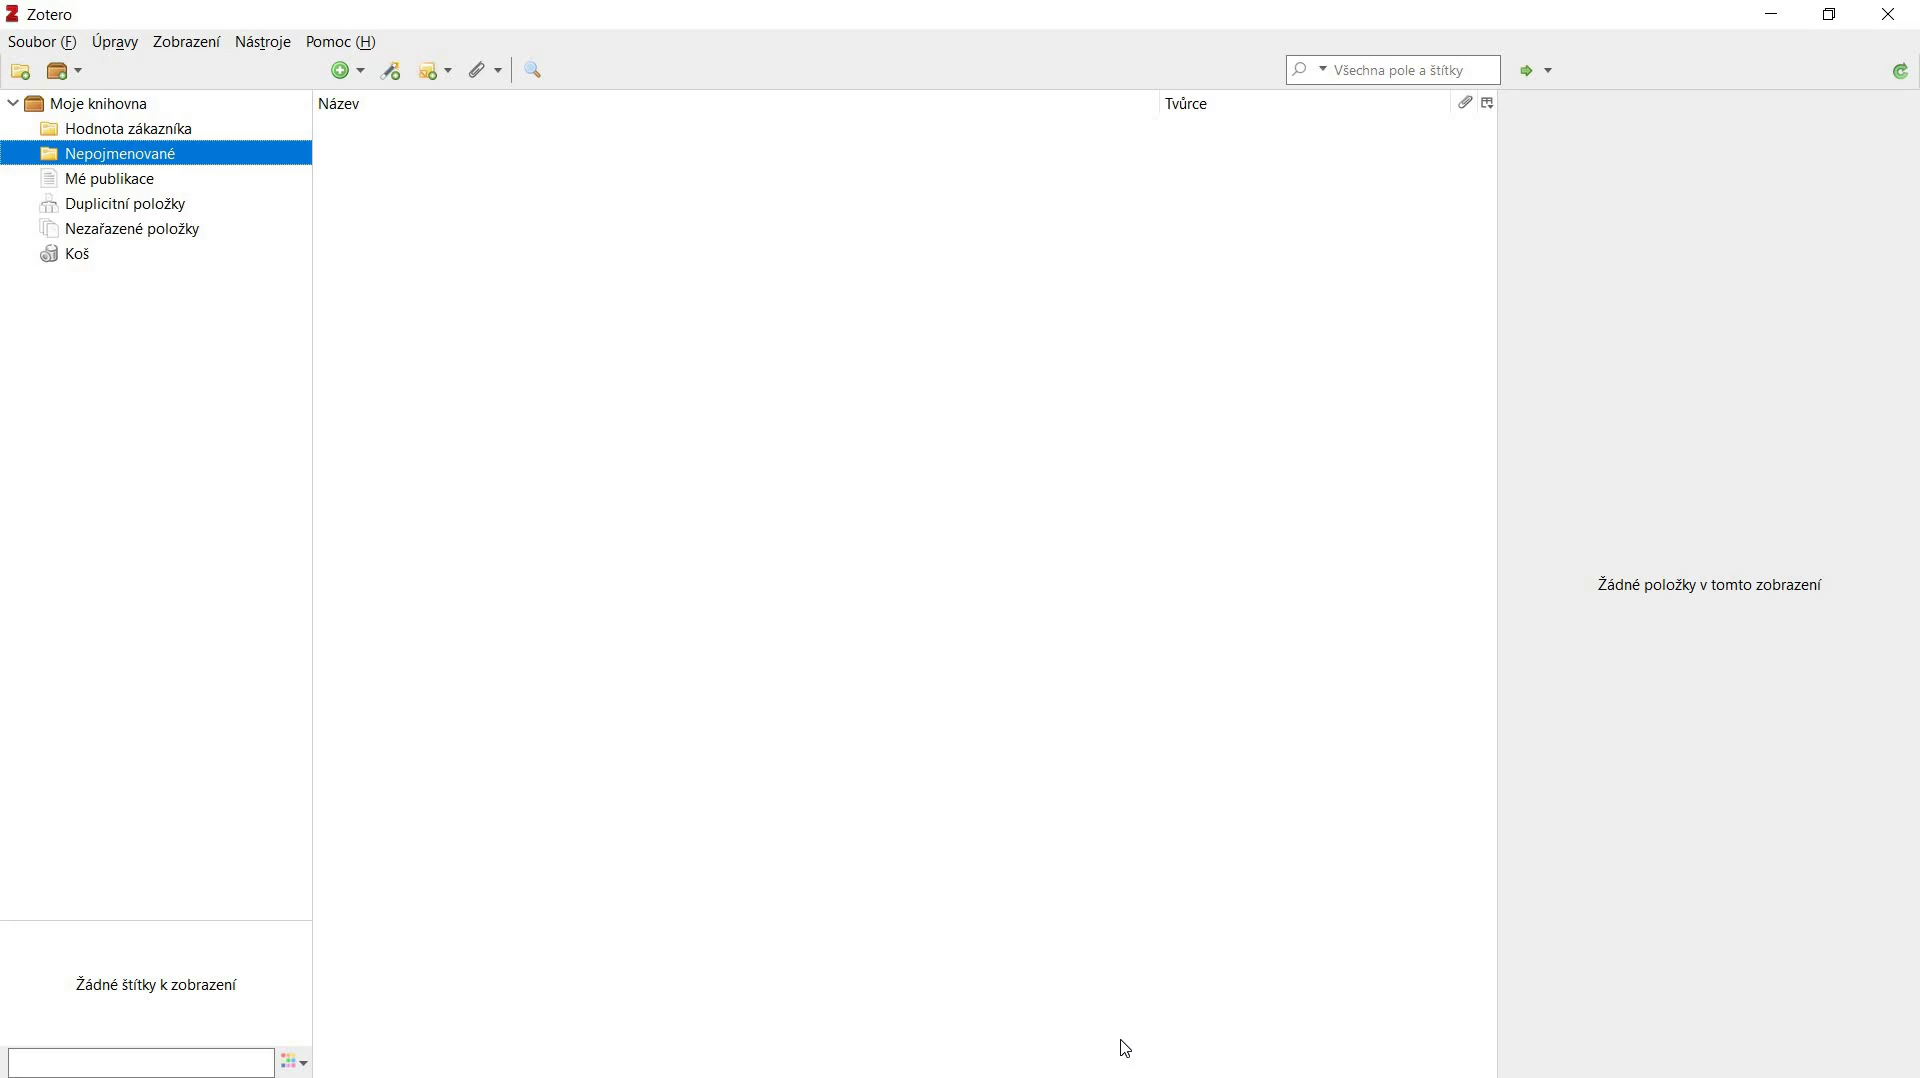 Zotero
Soubor (F) Úpravy Zobrazení Nástroje Pomoc (H)
Všechna pole a štítky
Moje knihovna
Hodnota zákazníka
Nepojmenované
Mé publikace
Duplicitní položky
Nezařazené položky
Koš
Název Tvůrce
Žádné položky v tomto zobrazení
Žádné štítky k zobrazení